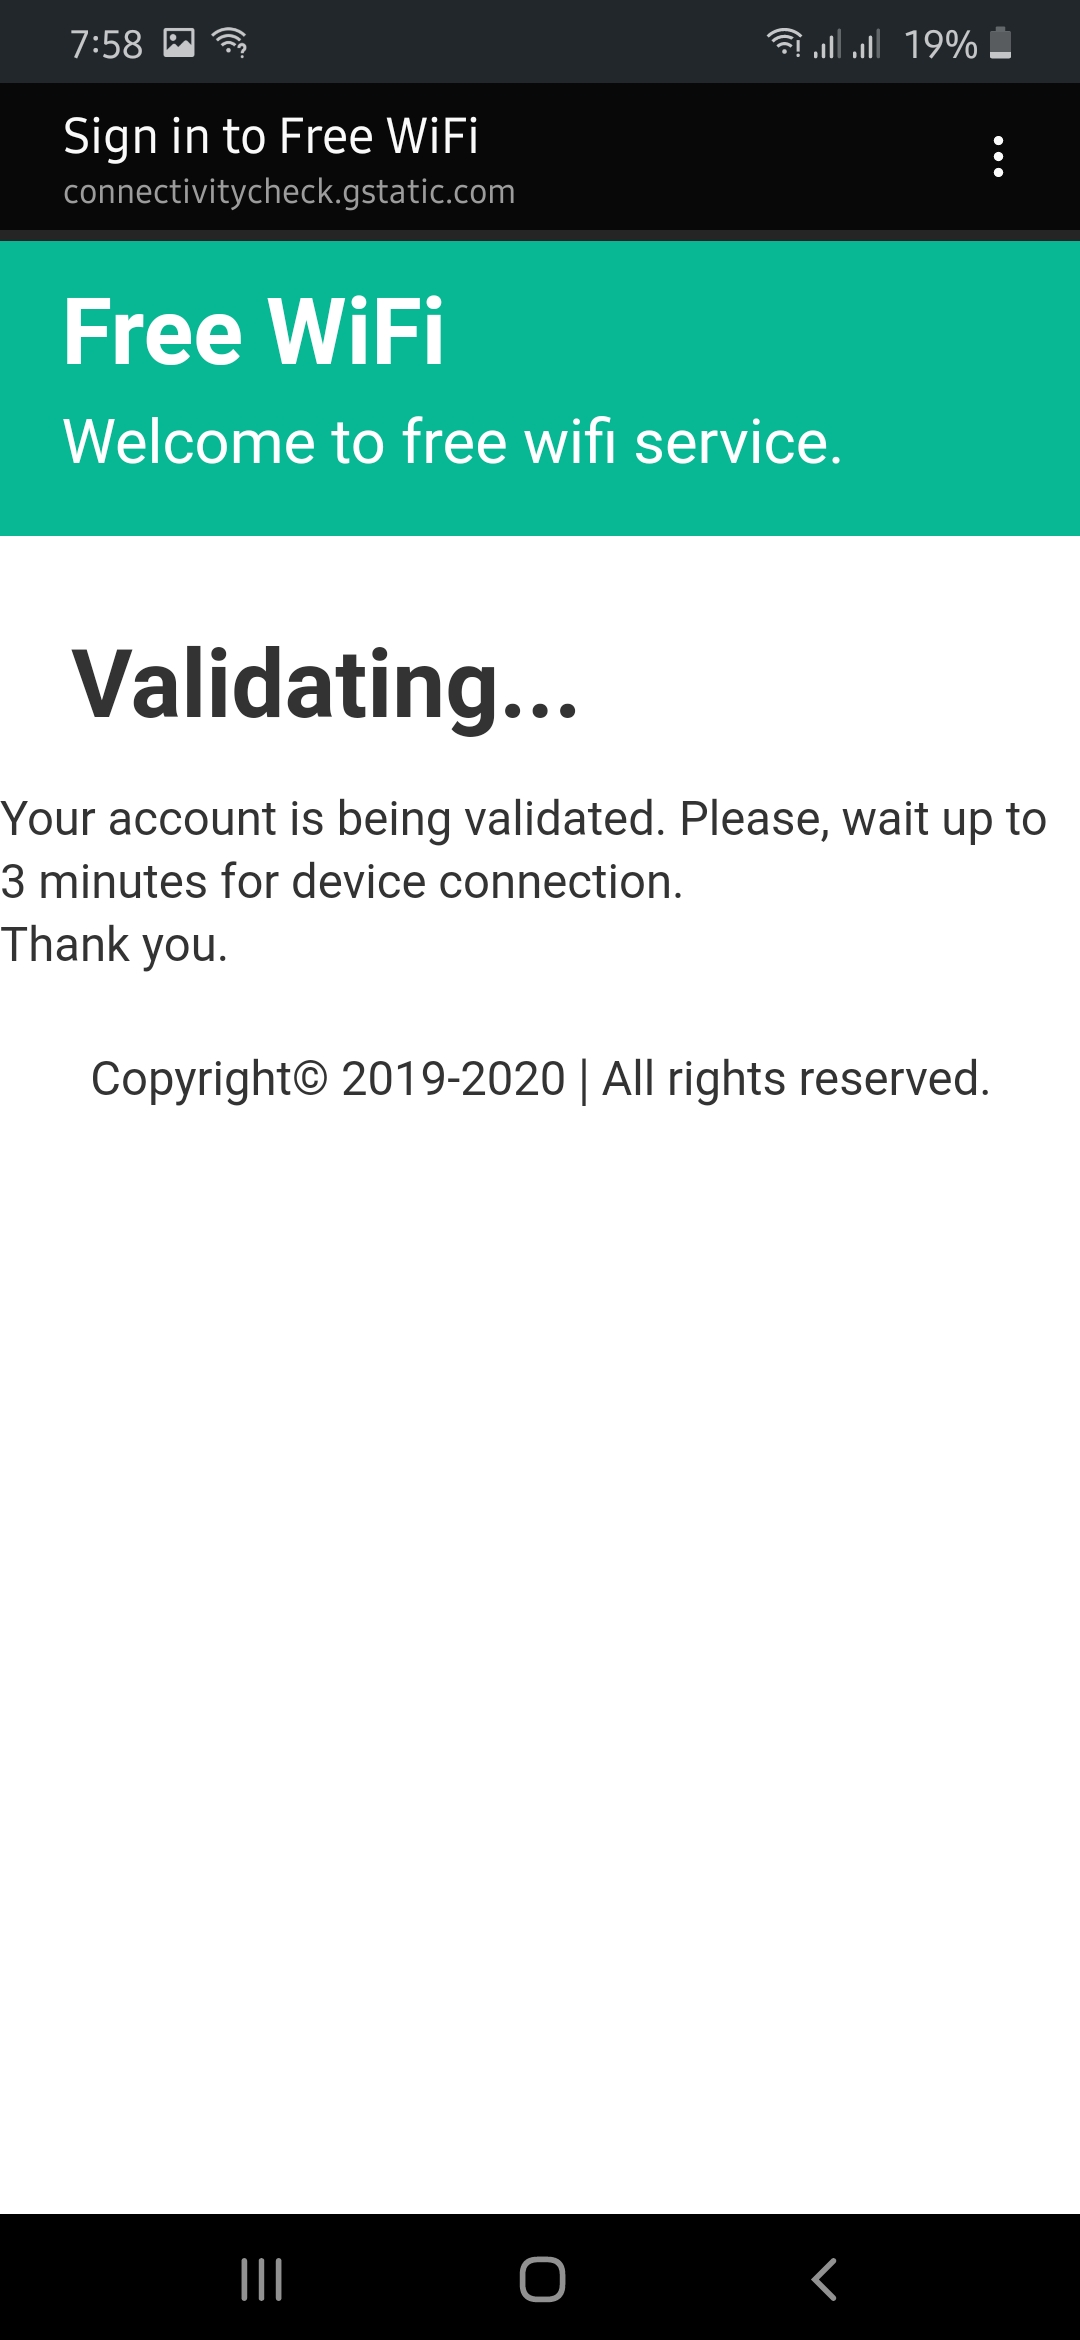 7:58
19%
Sign in to Free WiFi
connectivitycheck.gstatic.com
Free WiFi
Welcome to free wifi service.
Validating...
Your account is being validated. Please, wait up to
3 minutes for device connection.
Thank you.
Copyright© 2019-2020 | All rights reserved.